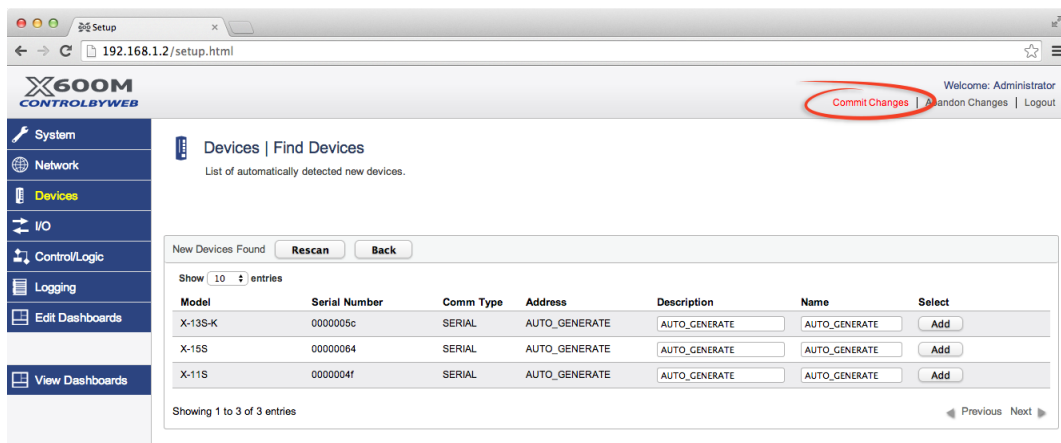 Setup
192.168.1.2/setup.html
X600M
CONTROLBYWEB
Welcome: Administrator
Commit Changes | Abandon Changes | Logout
System
Network
Devices
I/O
Control/Logic
Logging
Edit Dashboards
View Dashboards
Devices | Find Devices
List of automatically detected new devices.
New Devices Found Rescan Back
Show 10 entries
Model Serial Number Comm Type Address Description Name Select
X-13S-K 0000005c SERIAL AUTO_GENERATE AUTO_GENERATE AUTO_GENERATE Add
X-15S 00000064 SERIAL AUTO_GENERATE AUTO_GENERATE AUTO_GENERATE Add
X-11S 0000004f SERIAL AUTO_GENERATE AUTO_GENERATE AUTO_GENERATE Add
Showing 1 to 3 of 3 entries
Previous Next